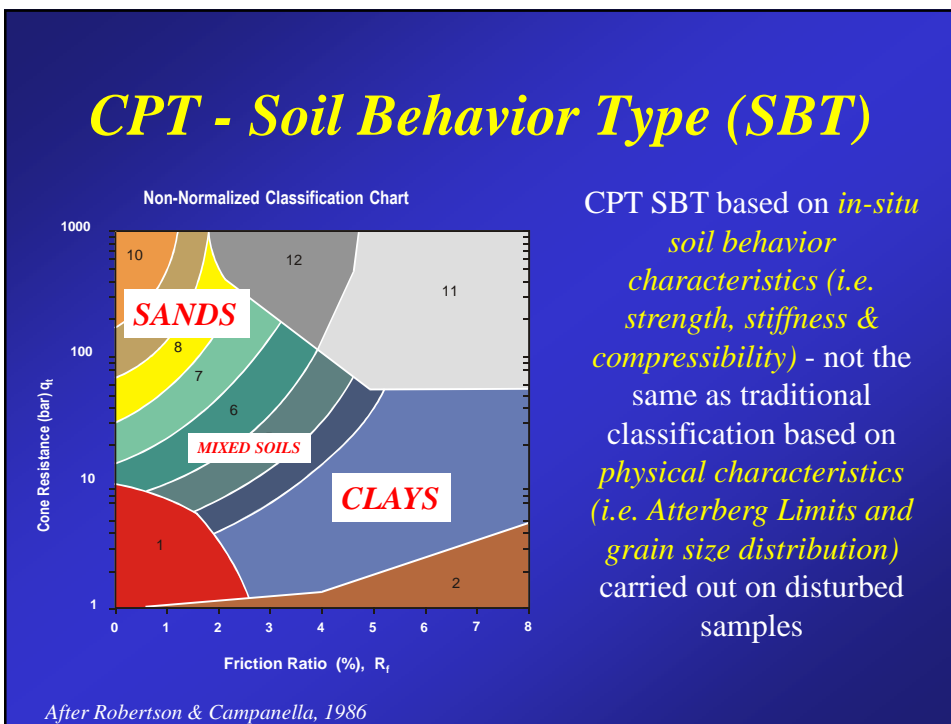 CPT - Soil Behavior Type (SBT)
Non-Normalized Classification Chart
1000
100
10
1
Cone Resistance (bar) qt
10
12
11
SANDS
8
7
6
MIXED SOILS
CLAYS
1
2
0 1 2 3 4 5 6 7 8
Friction Ratio (%), Rf
CPT SBT based on in-situ
soil behavior
characteristics (i.e.
strength, stiffness &
compressibility) - not the
same as traditional
classification based on
physical characteristics
(i.e. Atterberg Limits and
grain size distribution)
carried out on disturbed
samples
After Robertson & Campanella, 1986